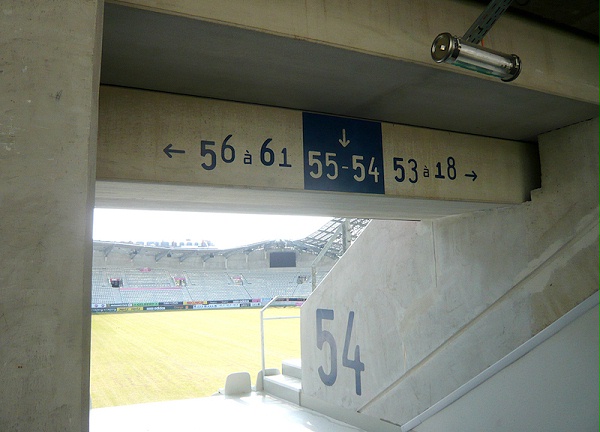 ← 56 à 61
↓
55-54
53 à 18 →
54